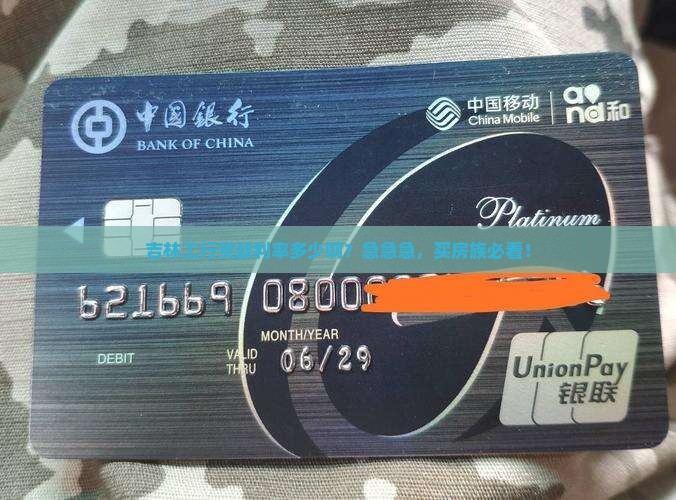 中国银行
BANK OF CHINA
中国移动
China Mobile
and和
Platinum
吉林工行贷款利率多少钱？急急急，买房族必看！
621669 0800
MONTH/YEAR
DEBIT
VALID
THRU
06/29
UnionPay
银联